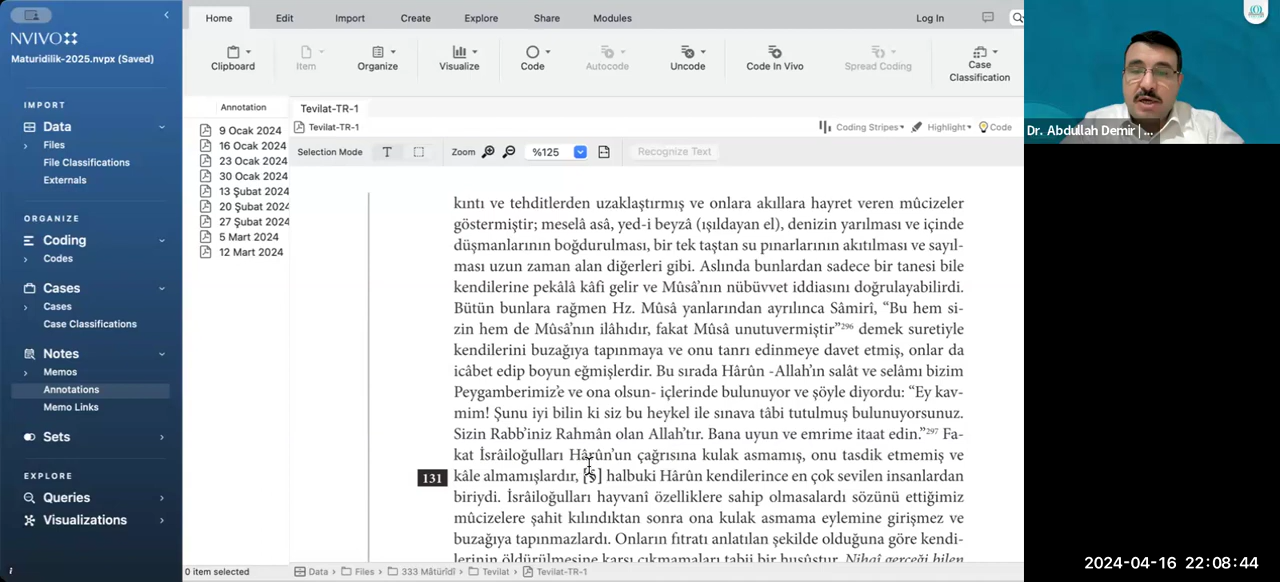 NVIVO
Maturidilik-2025.nvpx (Saved)
IMPORT
Data
Files
File Classifications
Externals
ORGANIZE
Coding
Codes
Cases
Cases
Case Classifications
Notes
Memos
Annotations
Memo Links
Sets
EXPLORE
Queries
Visualizations
Home Edit Import Create Explore Share Modules Log In
Clipboard Item Organize Visualize Code Autocode Uncode Code In Vivo Spread Coding Case Classification
Annotation
9 Ocak 2024
16 Ocak 2024
23 Ocak 2024
30 Ocak 2024
13 Şubat 2024
20 Şubat 2024
27 Şubat 2024
5 Mart 2024
12 Mart 2024
0 item selected
Tevilat-TR-1
Tevilat-TR-1 Coding Stripes Highlight Code
Selection Mode T Zoom %125 Recognize Text
kıntı ve tehditlerden uzaklaştırmış ve onlara akıllara hayret veren mûcizeler
göstermiştir; meselâ asâ, yed-i beyzâ (ışıldayan el), denizin yarılması ve içinde
düşmanlarının boğdurulması, bir tek taştan su pınarlarının akıtılması ve sayıl-
ması uzun zaman alan diğerleri gibi. Aslında bunlardan sadece bir tanesi bile
kendilerine pekâlâ kâfi gelir ve Mûsâ’nın nübüvvet iddiasını doğrulayabilirdi.
Bütün bunlara rağmen Hz. Mûsâ yanlarından ayrılınca Sâmirî, “Bu hem si-
zin hem de Mûsâ’nın ilâhıdır, fakat Mûsâ unutuvermiştir”296 demek suretiyle
kendilerini buzağıya tapınmaya ve onu tanrı edinmeye davet etmiş, onlar da
icâbet edip boyun eğmişlerdir. Bu sırada Hârûn -Allah’ın salât ve selâmı bizim
Peygamberimiz’e ve ona olsun- içlerinde bulunuyor ve şöyle diyordu: “Ey kav-
mim! Şunu iyi bilin ki siz bu heykel ile sınava tâbi tutulmuş bulunuyorsunuz.
Sizin Rabb’iniz Rahmân olan Allah’tır. Bana uyun ve emrime itaat edin.”297 Fa-
kat İsrâiloğulları Hârûn’un çağrısına kulak asmamış, onu tasdik etmemiş ve
131 kâle almamışlardır, [5] halbuki Hârûn kendilerince en çok sevilen insanlardan
biriydi. İsrâiloğulları hayvanî özelliklere sahip olmasalardı sözünü ettiğimiz
mûcizelere şahit kılındıktan sonra ona kulak asmama eylemine girişmez ve
buzağıya tapınmazlardı. Onların fıtratı anlatılan şekilde olduğuna göre kendi-
lerinin öldürülmesine karşı çıkmamaları tabii bir husûstur. Nihaî gerçeği bilen
Data Files 333 Mâtürîdî Tevilat Tevilat-TR-1
Dr. Abdullah Demir | ...
2024-04-16 22:08:44